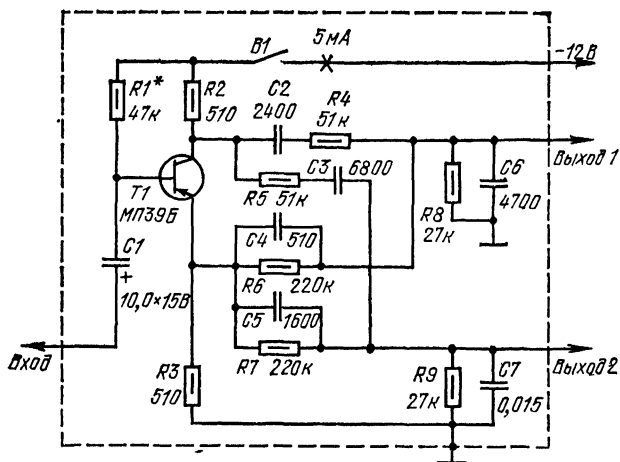 В1
5мА
-12В
R1*
47к
R2
510
C2
2400
R4
51к
Выход 1
C3
6800
R5 51к
Т1
МП39Б
C4
510
R6
220к
C5
1600
R7 220к
R8
27к
C6
4700
C1
+
10,0×15В
Вход
R3
510
Выход 2
R9
27к
C7
0,015